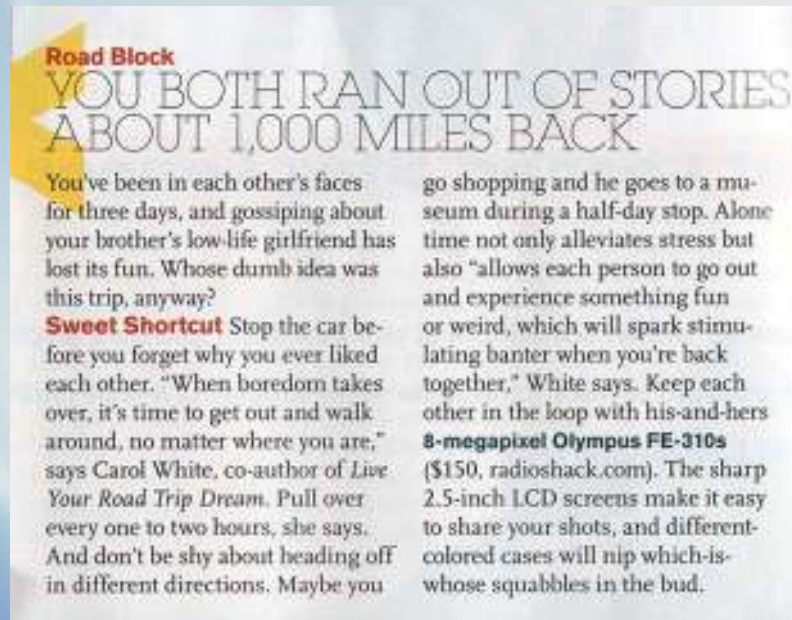 Road Block
YOU BOTH RAN OUT OF STORIES
ABOUT 1,000 MILES BACK
You've been in each other's faces
for three days, and gossiping about
your brother's low-life girlfriend has
lost its fun. Whose dumb idea was
this trip, anyway?
Sweet Shortcut Stop the car be-
fore you forget why you ever liked
each other. "When boredom takes
over, it's time to get out and walk
around, no matter where you are,"
says Carol White, co-author of Live
Your Road Trip Dream. Pull over
every one to two hours, she says.
And don't be shy about heading off
in different directions. Maybe you
go shopping and he goes to a mu-
seum during a half-day stop. Alone
time not only alleviates stress but
also "allows each person to go out
and experience something fun
or weird, which will spark stimu-
lating banter when you're back
together," White says. Keep each
other in the loop with his-and-hers
8-megapixel Olympus FE-310s
($150, radioshack.com). The sharp
2.5-inch LCD screens make it easy
to share your shots, and different-
colored cases will nip which-is-
whose squabbles in the bud.